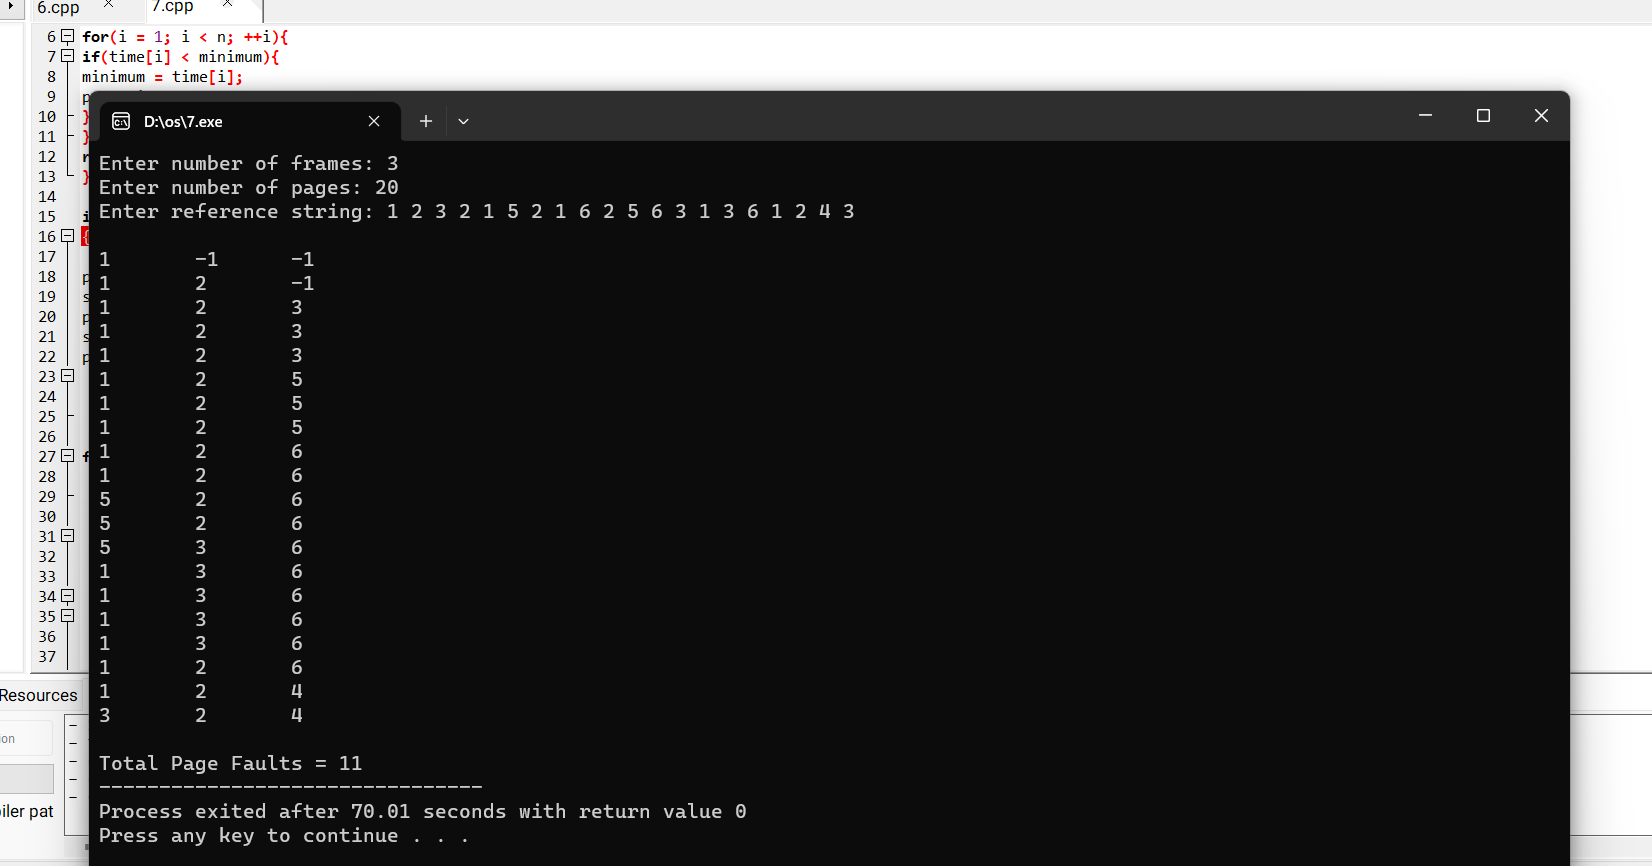 6.cpp 7.cpp
6 for(i = 1; i < n; ++i){
7 if(time[i] < minimum){
8 minimum = time[i];
9 p
10 }
11 }
12 r
13 }
14
15 i
16 {
17
18 p
19 s
20 p
21 s
22 p
23
24
25
26
27 f
28
29
30
31
32
33
34
35
36
37
D:\os\7.exe
Enter number of frames: 3
Enter number of pages: 20
Enter reference string: 1 2 3 2 1 5 2 1 6 2 5 6 3 1 3 6 1 2 4 3
1 -1 -1
1 2 -1
1 2 3
1 2 3
1 2 3
1 2 5
1 2 5
1 2 5
1 2 6
1 2 6
5 2 6
5 2 6
5 3 6
1 3 6
1 3 6
1 3 6
1 3 6
1 2 6
1 2 4
3 2 4
Total Page Faults = 11
--------------------------------
Process exited after 70.01 seconds with return value 0
Press any key to continue . . .
Resources
ion
iler pat